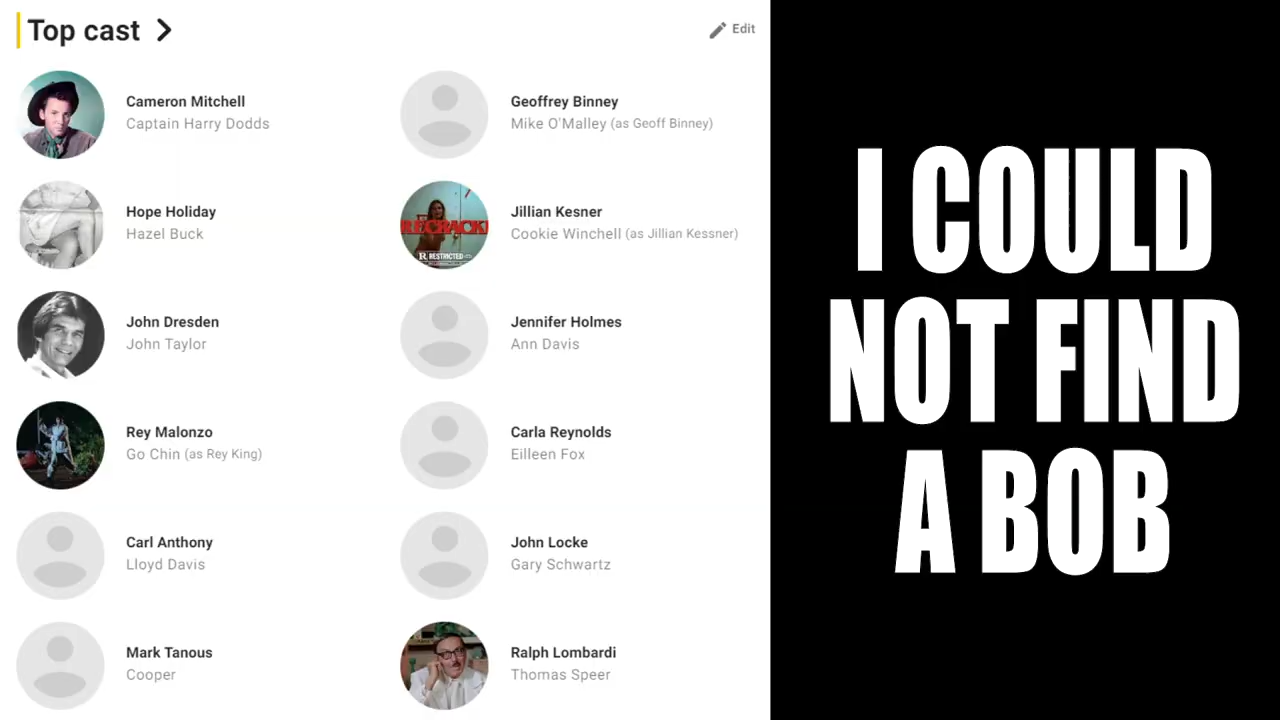 Top cast
Edit
Cameron Mitchell
Captain Harry Dodds
Geoffrey Binney
Mike O'Malley (as Geoff Binney)
Hope Holiday
Hazel Buck
RECRACK
R RESTRICTED
Jillian Kesner
Cookie Winchell (as Jillian Kessner)
John Dresden
John Taylor
Jennifer Holmes
Ann Davis
Rey Malonzo
Go Chin (as Rey King)
Carla Reynolds
Eilleen Fox
Carl Anthony
Lloyd Davis
John Locke
Gary Schwartz
Mark Tanous
Cooper
Ralph Lombardi
Thomas Speer
I COULD
NOT FIND
A BOB